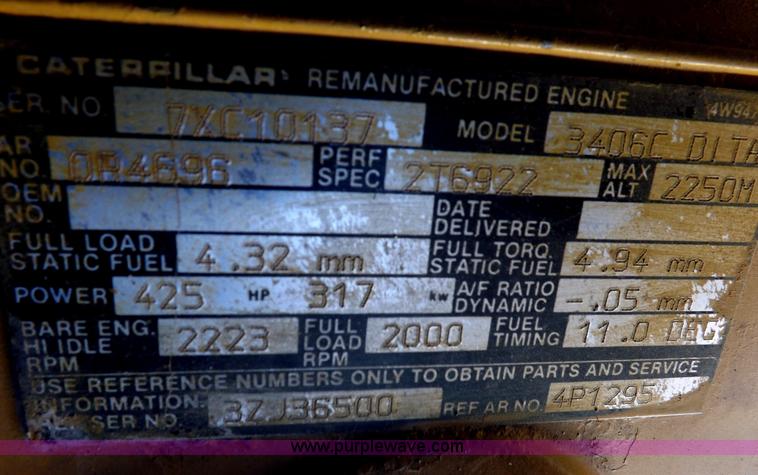 CATERPILLAR REMANUFACTURED ENGINE 4W947
SER. NO 7XC10137 MODEL 3406C DITA
AR NO. 0R4696 PERF SPEC 2T6922 MAX ALT 2250M
OEM NO. DATE DELIVERED
FULL LOAD STATIC FUEL 4.32 mm FULL TORQ. STATIC FUEL 4.94 mm
POWER 425 HP 317 kw A/F RATIO DYNAMIC -.05 mm
BARE ENG. HI IDLE RPM 2223 FULL LOAD RPM 2000 FUEL TIMING 11.0 DEG
USE REFERENCE NUMBERS ONLY TO OBTAIN PARTS AND SERVICE
INFORMATION. SER NO. 3ZJ36500 REF AR NO. 4P1295
www.purplewave.com